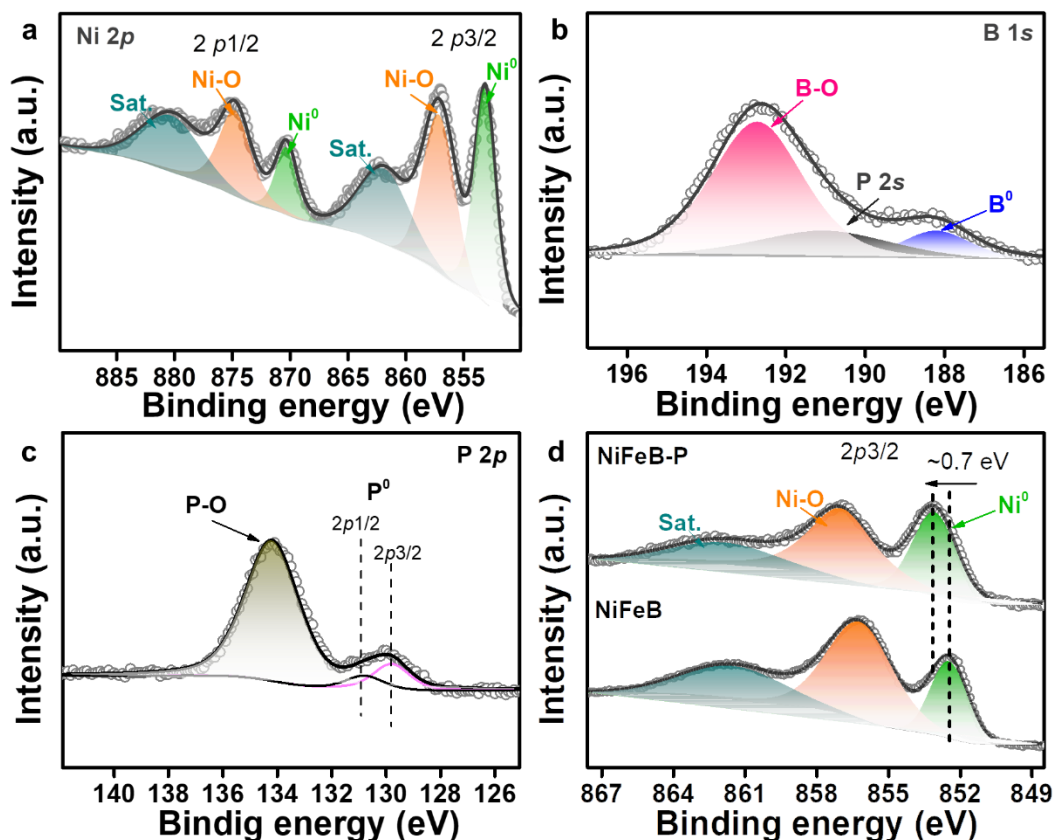 a
Ni 2p
2 p1/2
2 p3/2
Sat.
Ni-O
Ni⁰
Sat.
Ni-O
Ni⁰
Intensity (a.u.)
885 880 875 870 865 860 855
Binding energy (eV)
b
B 1s
B-O
P 2s
B⁰
Intensity (a.u.)
196 194 192 190 188 186
Binding energy (eV)
c
P 2p
P-O
P⁰
2p1/2
2p3/2
Intensity (a.u.)
140 138 136 134 132 130 128 126
Bindig energy (eV)
d
NiFeB-P
2p3/2
~0.7 eV
Ni-O
Ni⁰
Sat.
NiFeB
Intensity (a.u.)
867 864 861 858 855 852 849
Binding energy (eV)